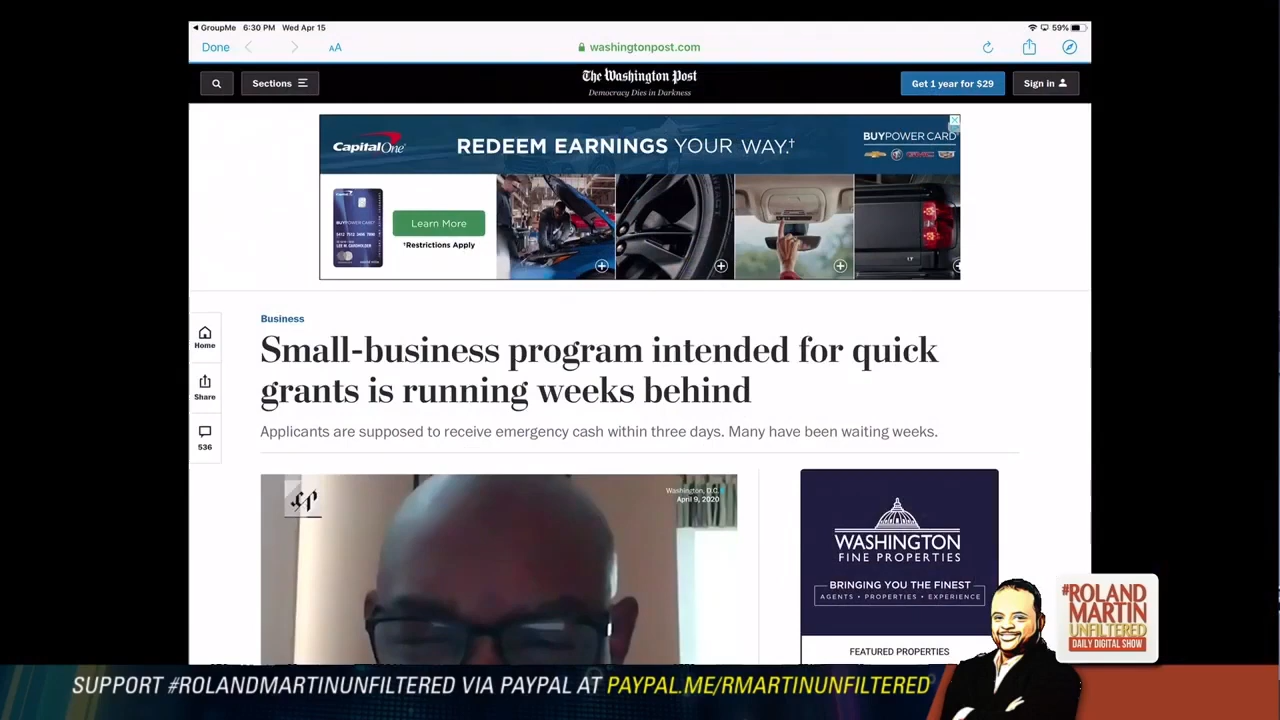 GroupMe 6:30 PM Wed Apr 15
59%
Done
AA
washingtonpost.com
Sections
The Washington Post
Democracy Dies in Darkness
Get 1 year for $29
Sign in
Capital One
REDEEM EARNINGS YOUR WAY.†
BUYPOWER CARD
Learn More
†Restrictions Apply
Business
Small-business program intended for quick
grants is running weeks behind
Applicants are supposed to receive emergency cash within three days. Many have been waiting weeks.
Home
Share
536
Washington, D.C.
April 9, 2020
WASHINGTON
FINE PROPERTIES
BRINGING YOU THE FINEST
AGENTS • PROPERTIES • EXPERIENCE
FEATURED PROPERTIES
#ROLAND
MARTIN
UNFILTERED
DAILY DIGITAL SHOW
SUPPORT #ROLANDMARTINUNFILTERED VIA PAYPAL AT PAYPAL.ME/RMARTINUNFILTERED